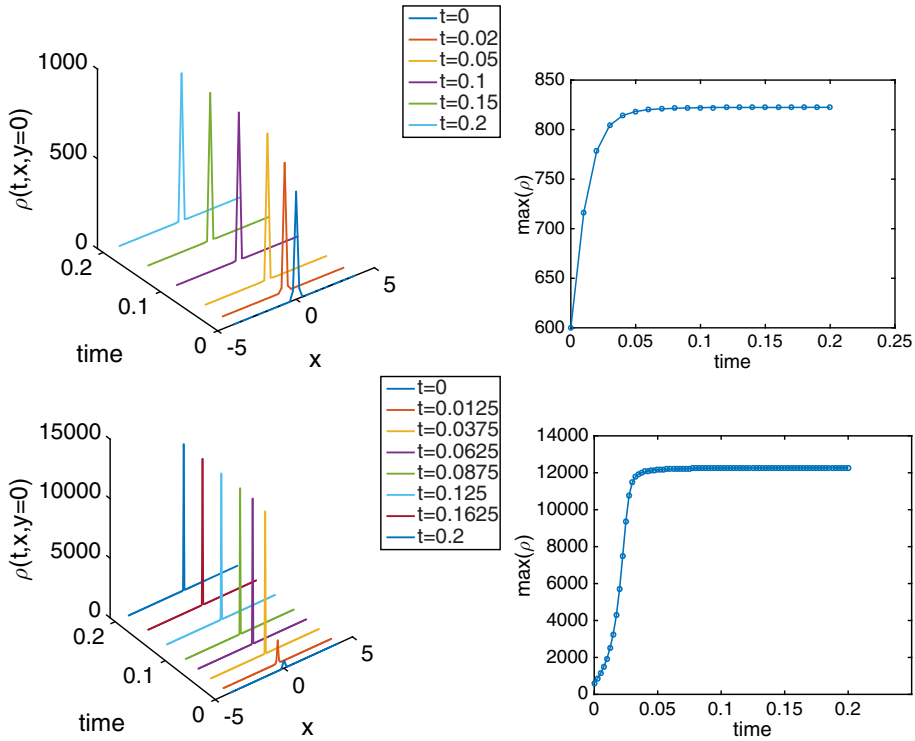 t=0
t=0.02
t=0.05
t=0.1
t=0.15
t=0.2
1000
500
0
ρ(t,x,y=0)
0.2
0.1
0
time
-5
0
5
x
850
800
750
700
650
600
max(ρ)
0
0.05
0.1
0.15
0.2
0.25
time
t=0
t=0.0125
t=0.0375
t=0.0625
t=0.0875
t=0.125
t=0.1625
t=0.2
15000
10000
5000
0
ρ(t,x,y=0)
0.2
0.1
0
time
-5
0
5
x
14000
12000
10000
8000
6000
4000
2000
0
max(ρ)
0
0.05
0.1
0.15
0.2
time